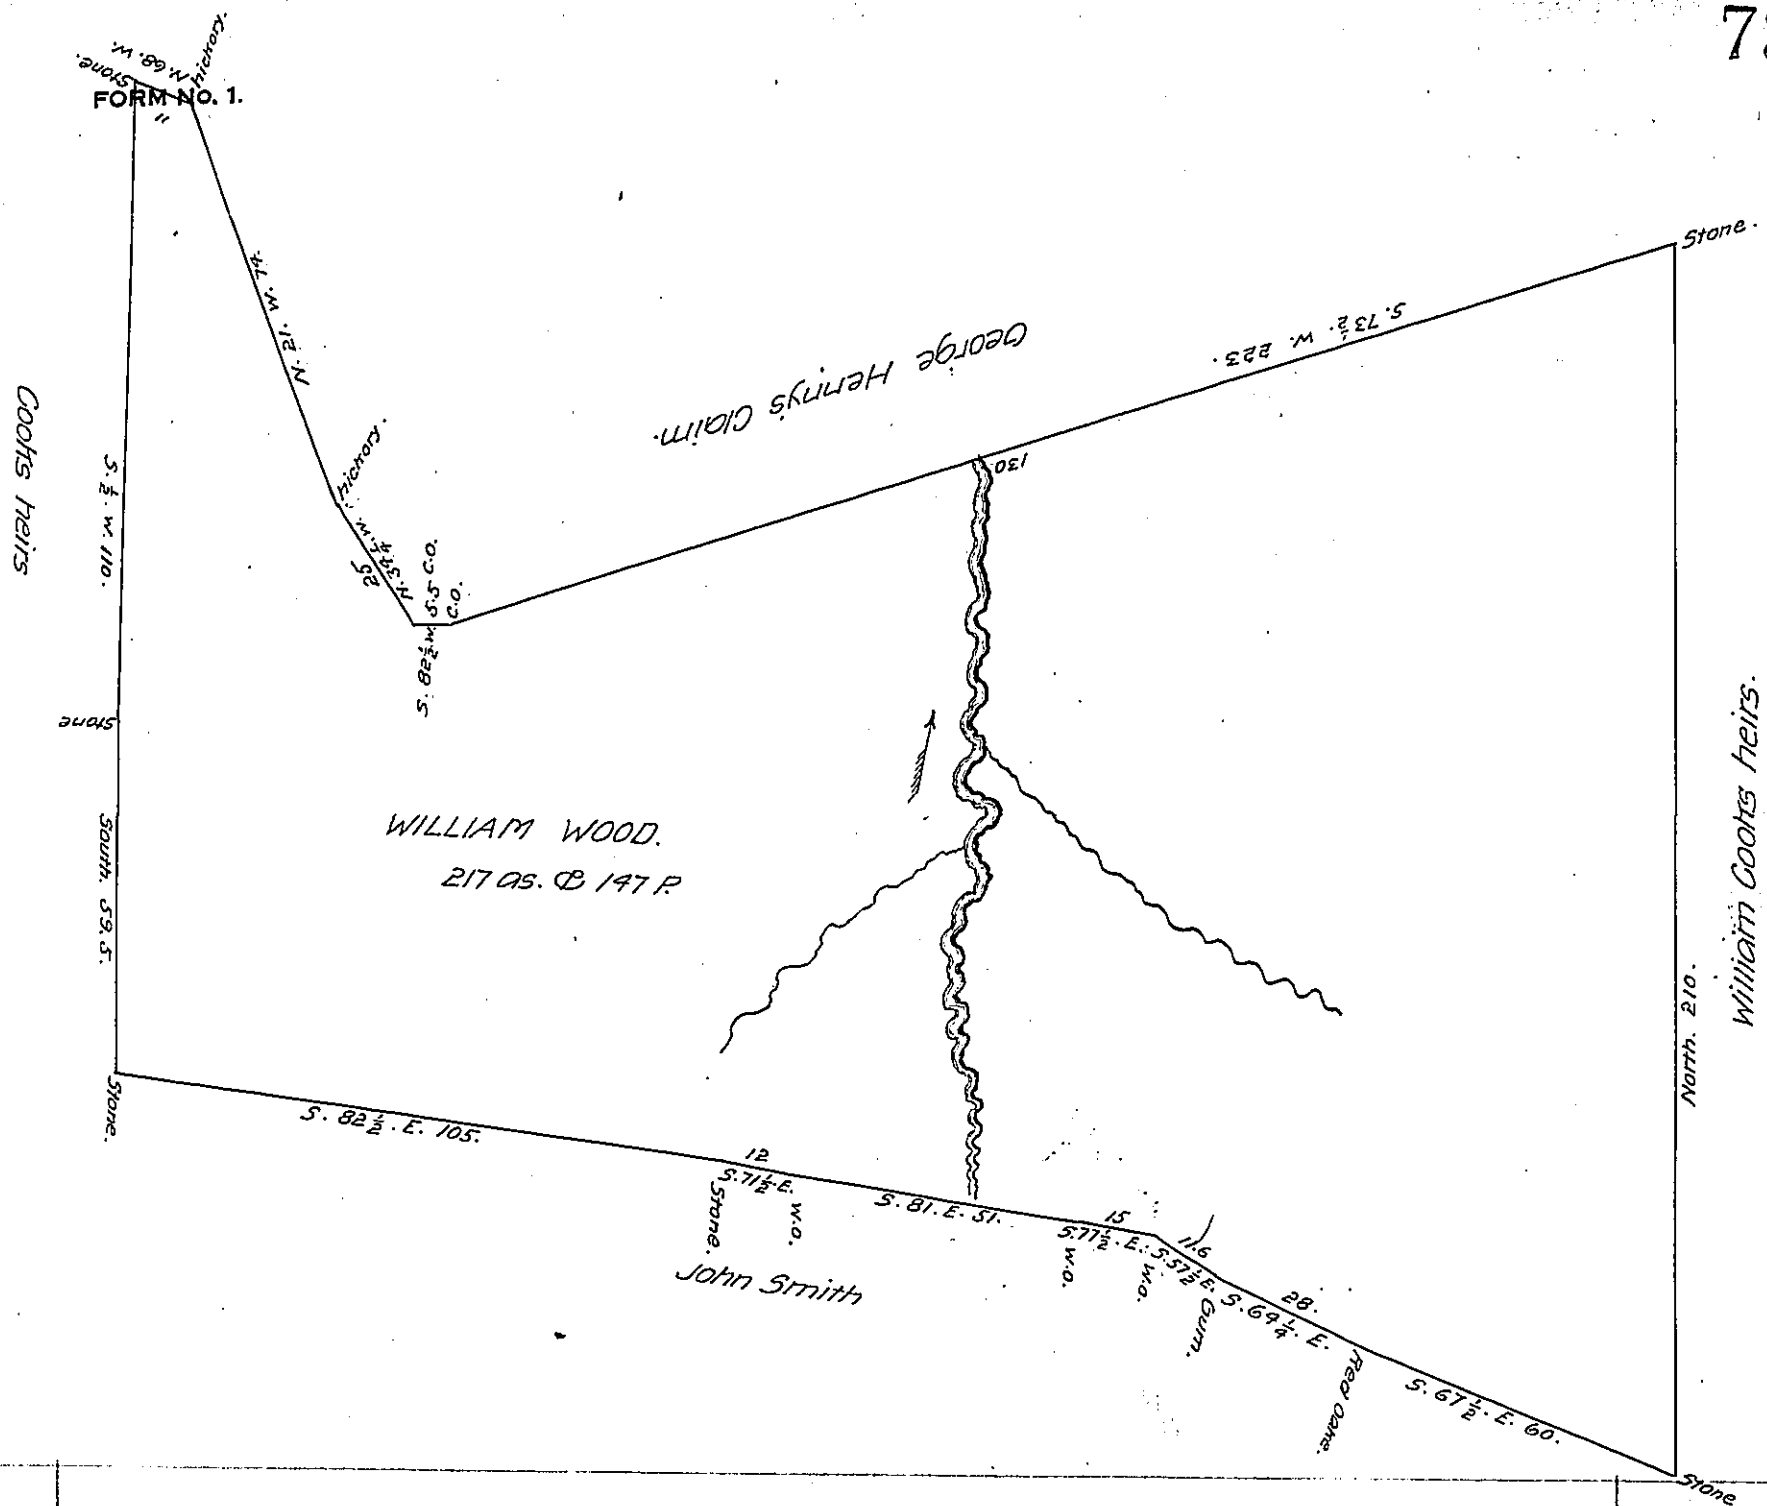 72
hickory.
N. 68. W.
Stone.
FORM NO. 1.
11
Stone.
N. 21. W. 74.
S. 73½. W. 223.
George Henry's Claim.
Cooks heirs
hickory.
S. ½. W. 110.
130
N. 34¼. W.
25
C.O.
S.S.
C.O.
S. 82½ W.
Stone
William Cooks heirs.
WILLIAM WOOD.
217 as. & 147 P.
South. 59.5.
North. 210.
Stone.
S. 82½. E. 105.
12
S. 71½. E.
Stone.
W.O.
S. 81. E. 51.
15
S. 77½. E.
W.O.
11.6
S. 57½. E.
W.O.
John Smith
28.
S. 69¼. E.
Gum.
Red Oake.
S. 67½. E. 60.
Stone